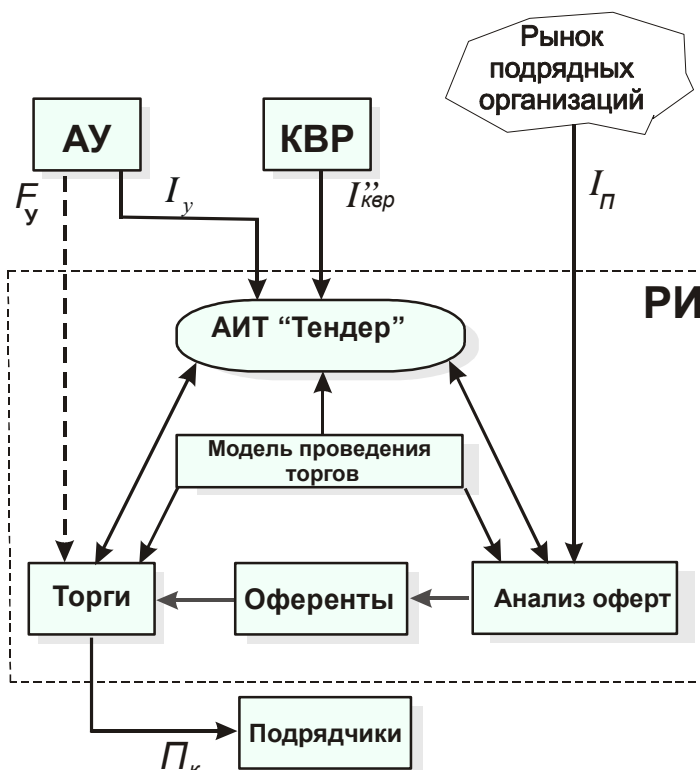 Рынок
подрядных
организаций
АУ
КВР
Fу
Iу
I’’квр
Iп
РИ
АИТ “Тендер”
Модель проведения
торгов
Торги
Оференты
Анализ оферт
Подрядчики
Пк